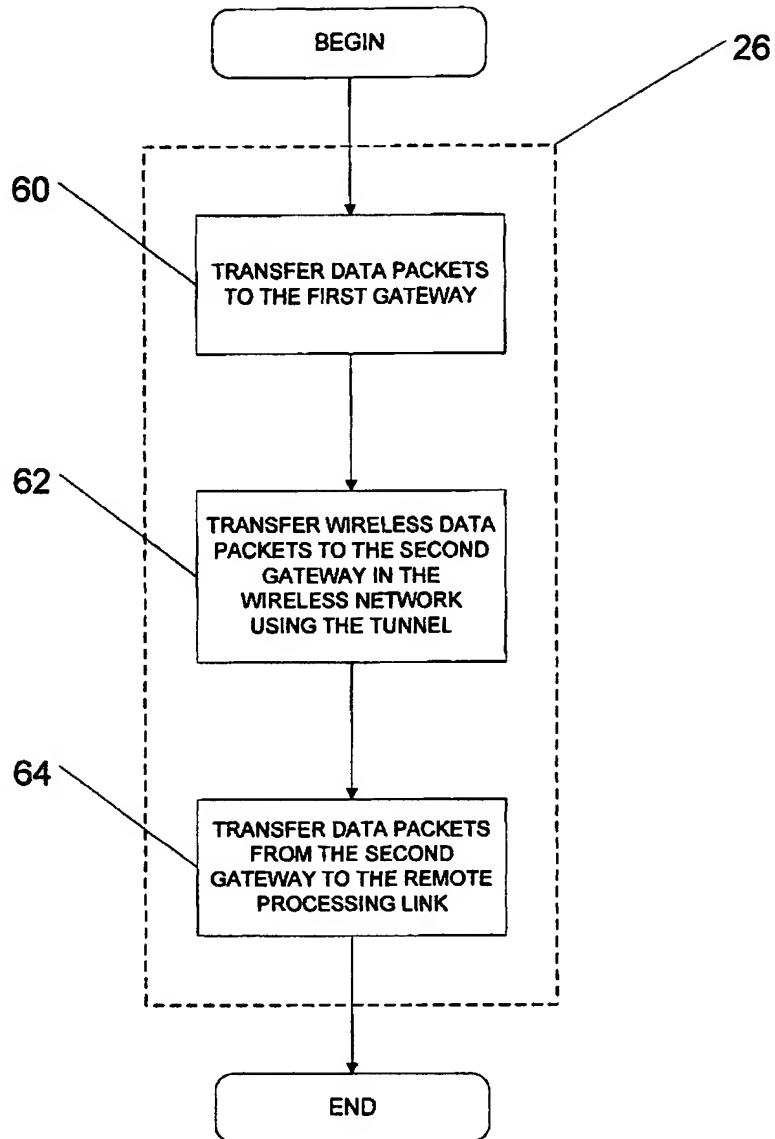 BEGIN
26
60
TRANSFER DATA PACKETS
TO THE FIRST GATEWAY
62
TRANSFER WIRELESS DATA
PACKETS TO THE SECOND
GATEWAY IN THE
WIRELESS NETWORK
USING THE TUNNEL
64
TRANSFER DATA PACKETS
FROM THE SECOND
GATEWAY TO THE REMOTE
PROCESSING LINK
END